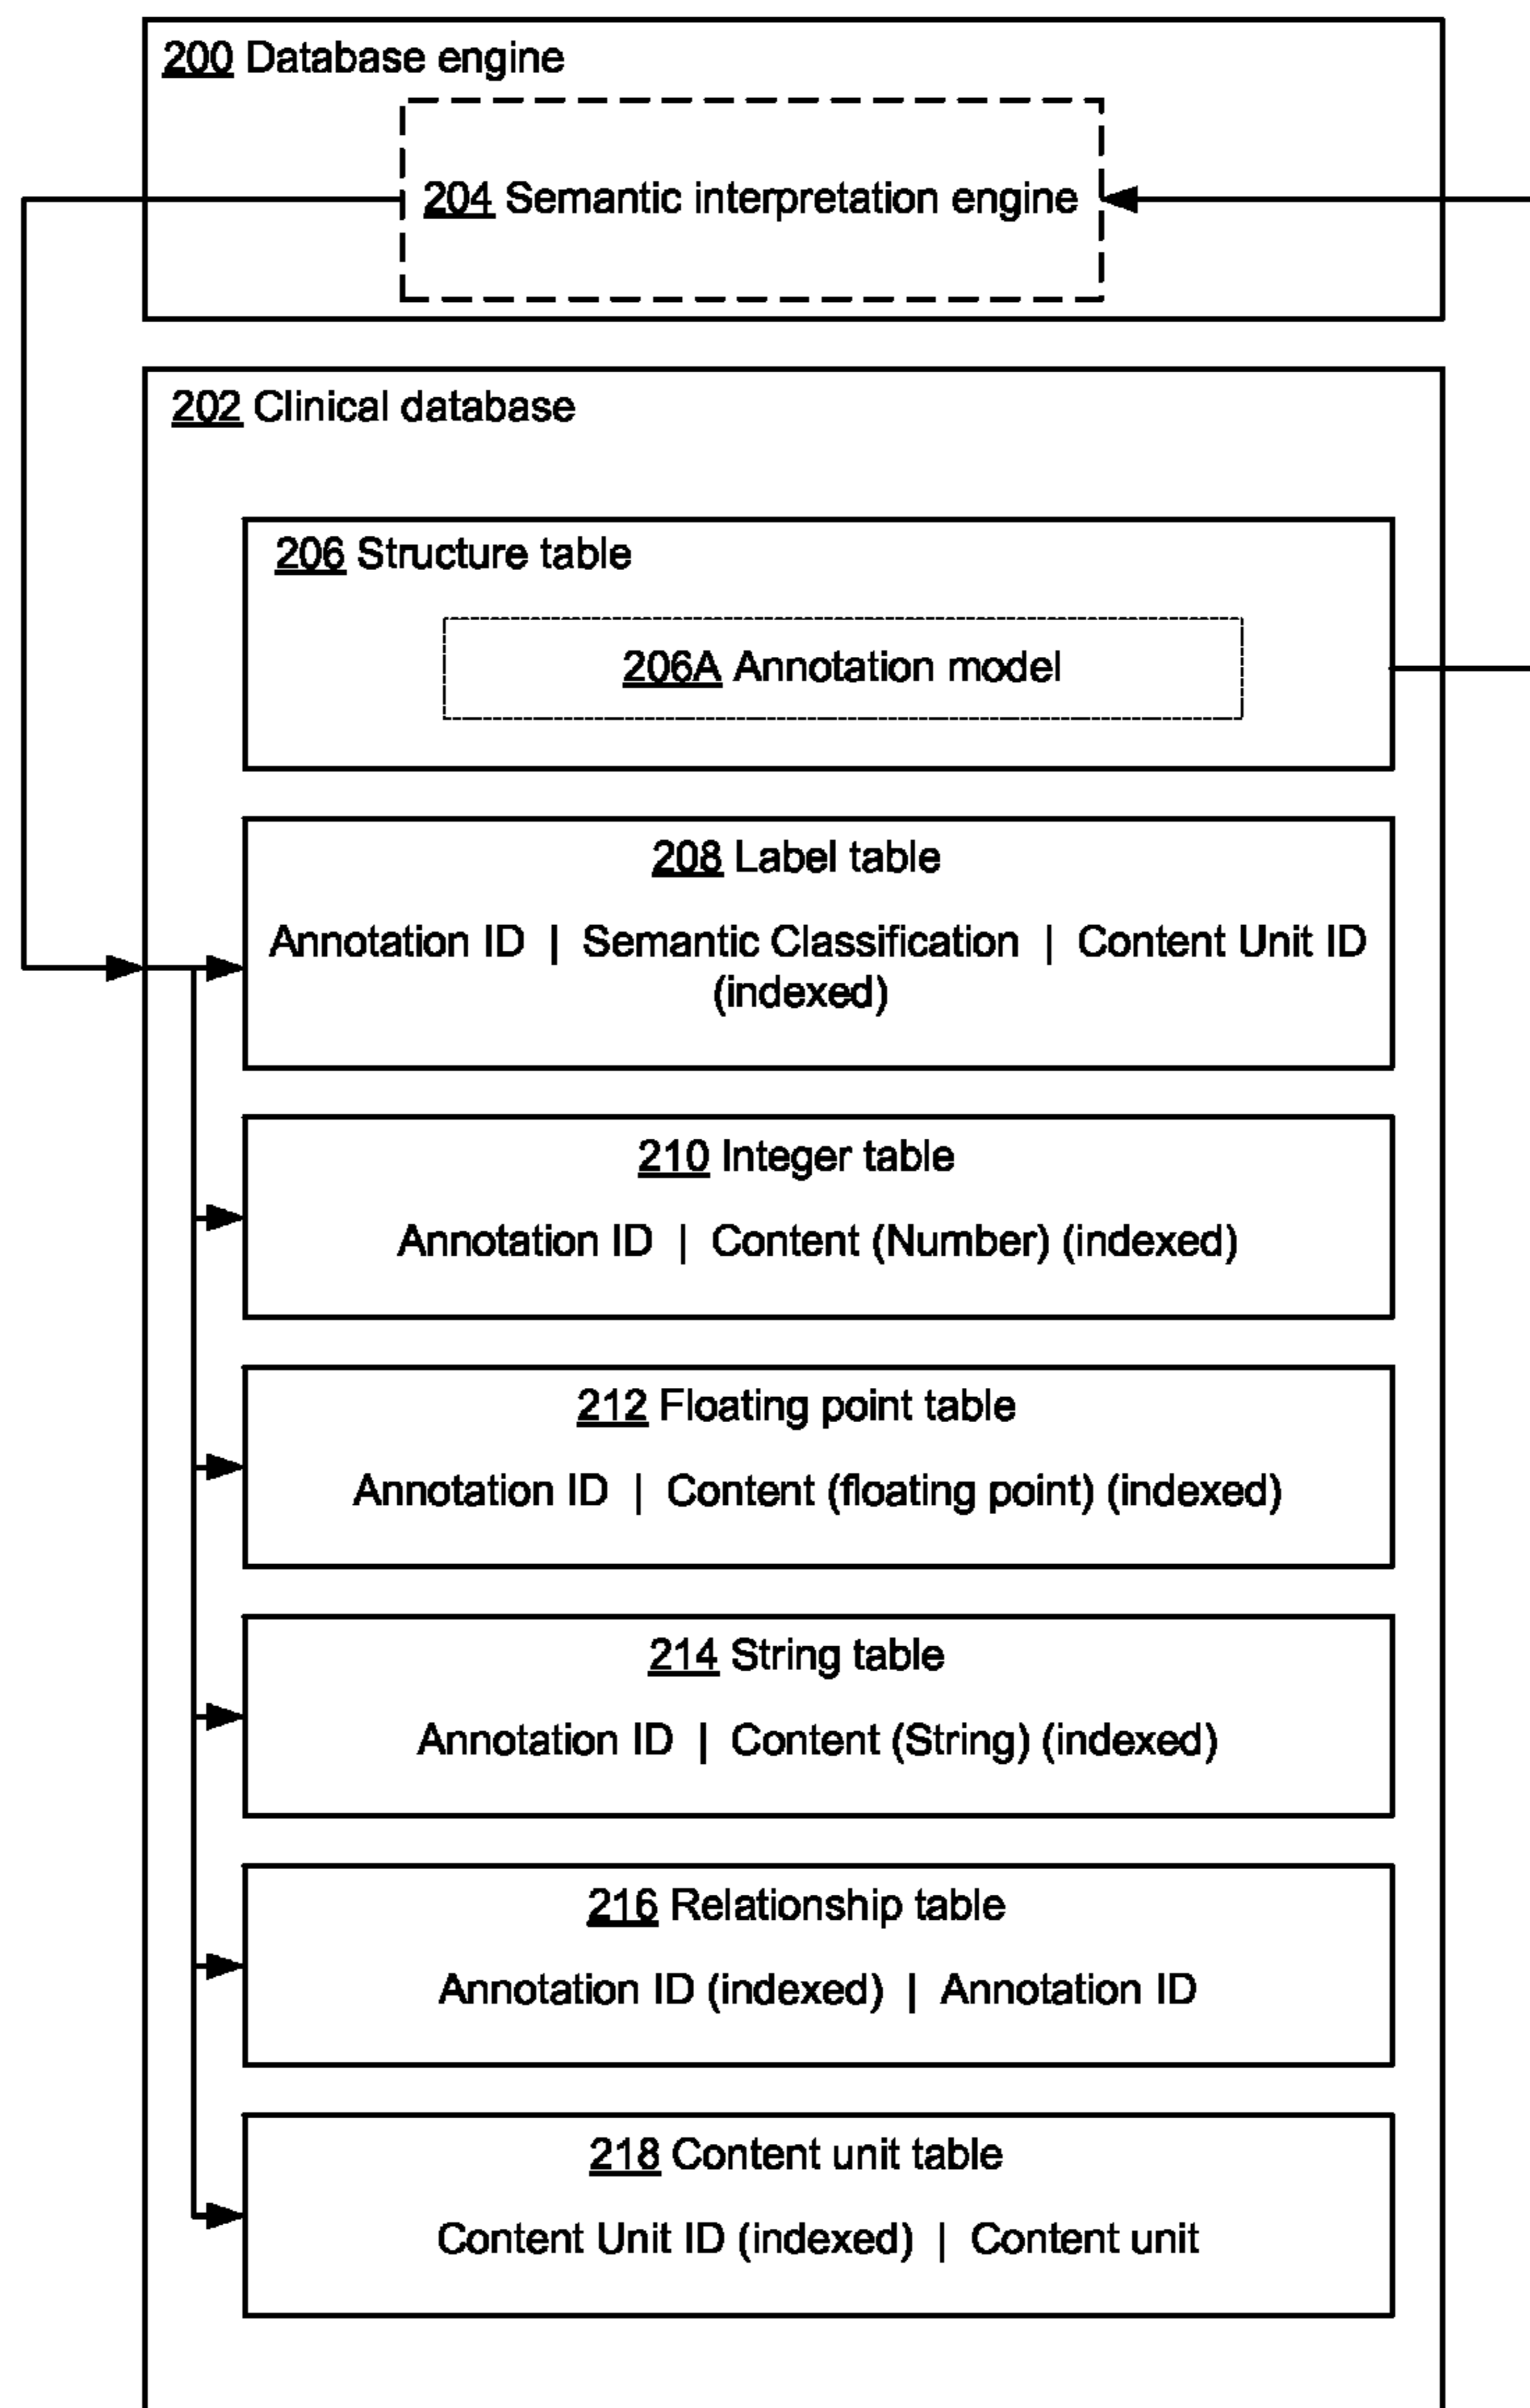 200 Database engine
204 Semantic interpretation engine
202 Clinical database
206 Structure table
206A Annotation model
208 Label table
Annotation ID | Semantic Classification | Content Unit ID
(indexed)
210 Integer table
Annotation ID | Content (Number) (indexed)
212 Floating point table
Annotation ID | Content (floating point) (indexed)
214 String table
Annotation ID | Content (String) (indexed)
216 Relationship table
Annotation ID (indexed) | Annotation ID
218 Content unit table
Content Unit ID (indexed) | Content unit